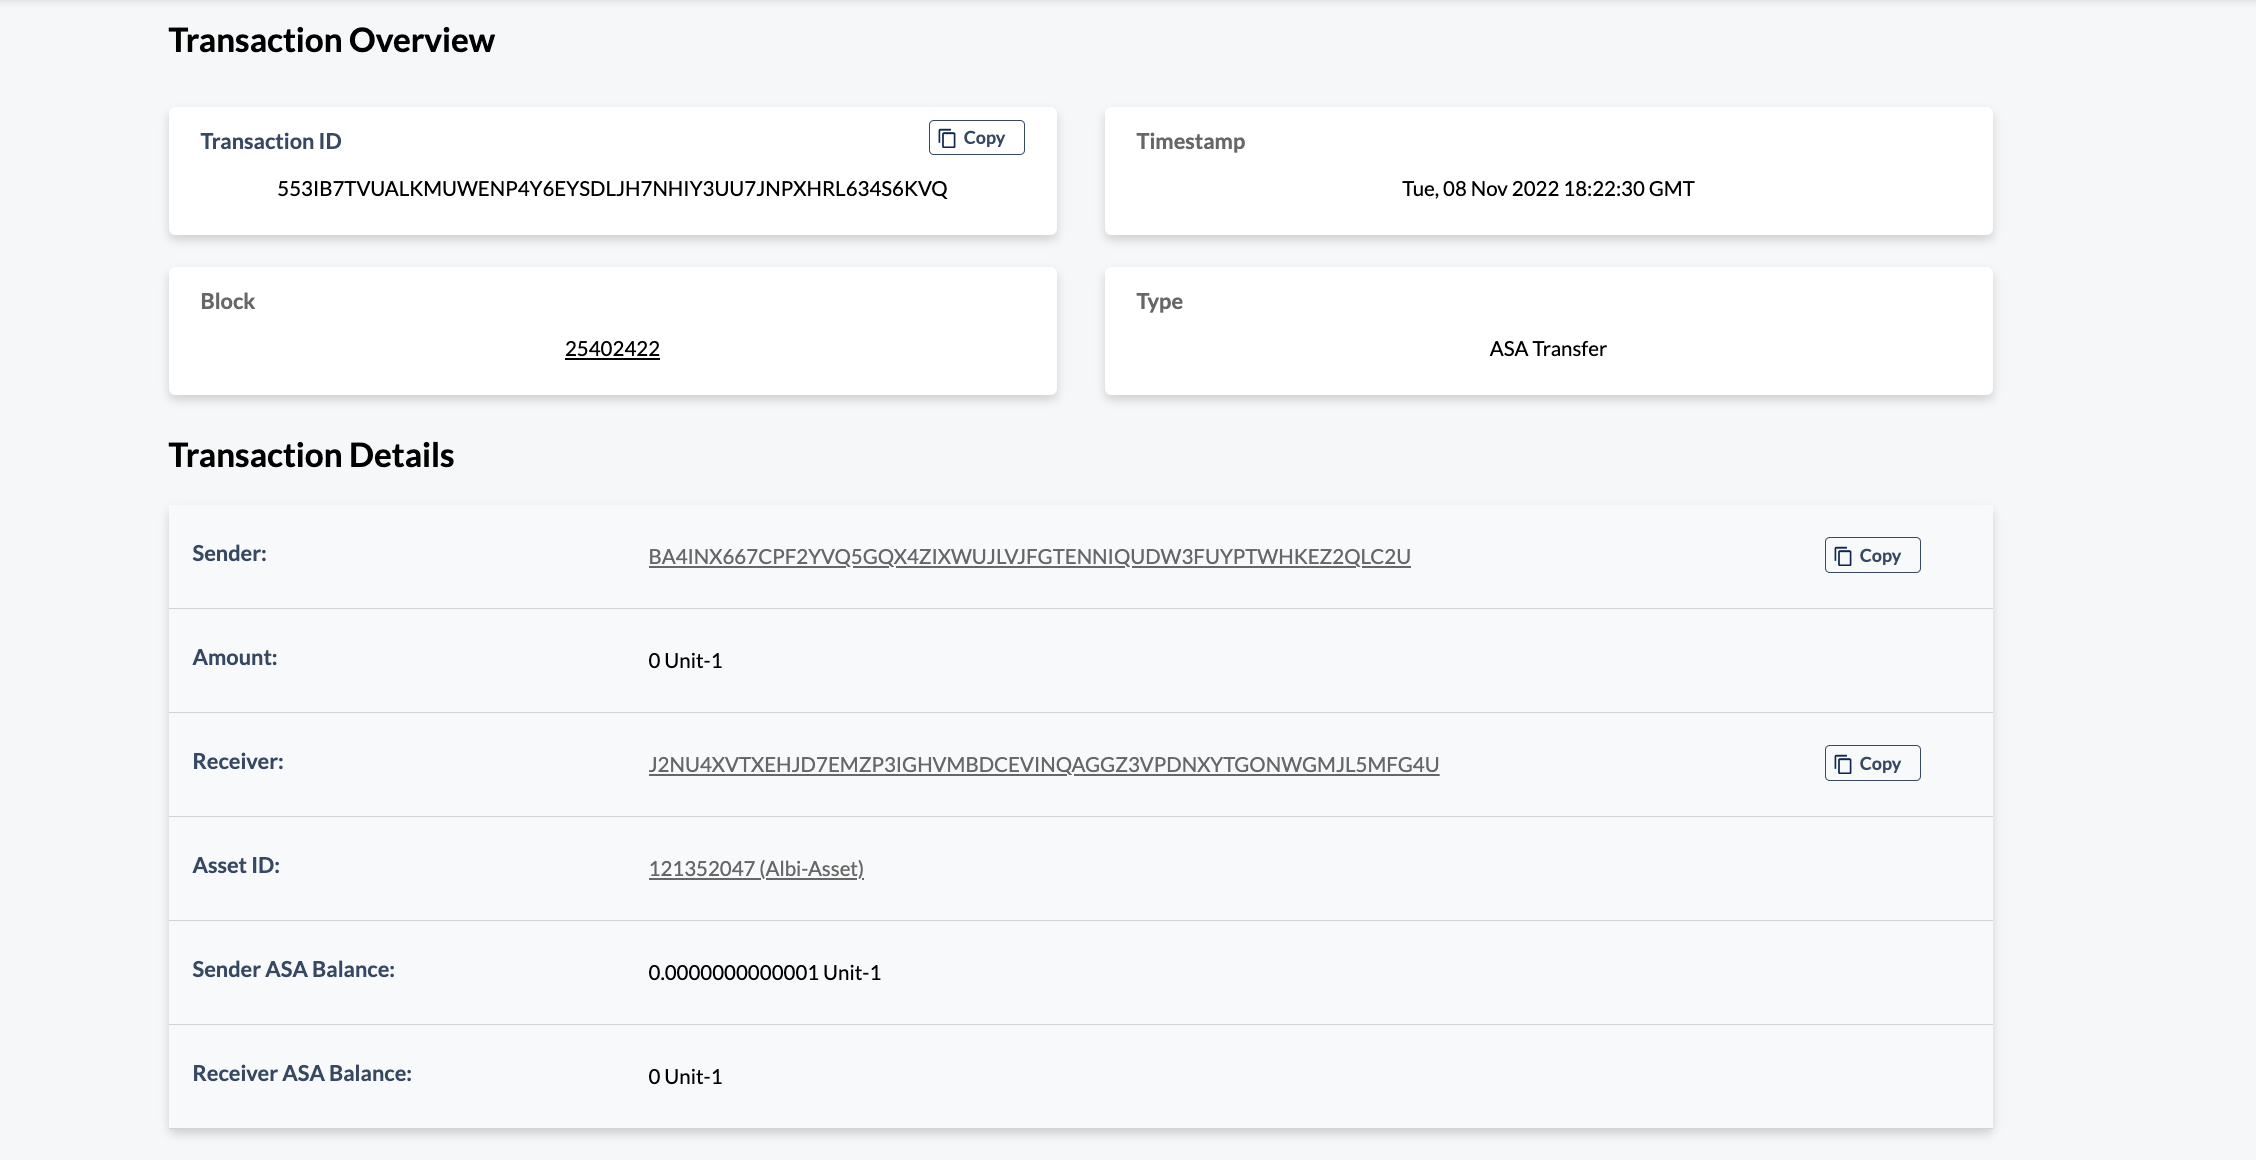 Transaction Overview
Transaction ID
Copy
553IB7TVUALKMUWENP4Y6EYSDLJH7NHIY3UU7JNPXHRL634S6KVQ
Timestamp
Tue, 08 Nov 2022 18:22:30 GMT
Block
25402422
Type
ASA Transfer
Transaction Details
Sender:
BA4INX667CPF2YVQ5GQX4ZIXWUJLVJFGTENNIQUDW3FUYPTWHKEZ2QLC2U
Copy
Amount:
0 Unit-1
Receiver:
J2NU4XVTXEHJD7EMZP3IGHVMBDCEVINQAGGZ3VPDNXYTGONWGMJL5MFG4U
Copy
Asset ID:
121352047 (Albi-Asset)
Sender ASA Balance:
0.0000000000001 Unit-1
Receiver ASA Balance:
0 Unit-1